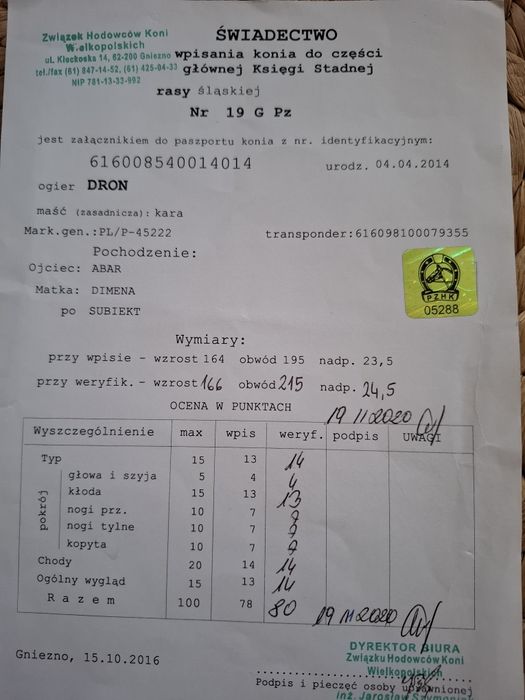 Związek Hodowców Koni
Wielkopolskich
ul. Kłeckoska 14, 62-200 Gniezno
tel./fax (61) 847-14-52, (61) 425-04-33
NIP 781-13-33-992
ŚWIADECTWO
wpisania konia do części
głównej Księgi Stadnej
rasy śląskiej
Nr 19 G Pz
jest załącznikiem do paszportu konia z nr. identyfikacyjnym:
616008540014014 urodz. 04.04.2014
ogier DRON
maść (zasadnicza): kara
Mark.gen.:PL/P-45222 transponder:616098100079355
Pochodzenie:
Ojciec: ABAR
Matka: DIMENA
po SUBIEKT
PZHK
05288
Wymiary:
przy wpisie - wzrost 164 obwód 195 nadp. 23,5
przy weryfik. - wzrost 166 obwód 215 nadp. 24,5
OCENA W PUNKTACH 19 11 2020
Wyszczególnienie max wpis weryf. podpis UWAGI
Typ 15 13 14
pokrój
głowa i szyja 5 4 4
kłoda 15 13 13
nogi prz. 10 7 7
nogi tylne 10 7 7
kopyta 10 7 7
Chody 20 14 14
Ogólny wygląd 15 13 14
Razem 100 78 80 19 11 2020
Gniezno, 15.10.2016
DYREKTOR BIURA
Związku Hodowców Koni
Wielkopolskich
Podpis i pieczęć osoby uprawnionej
inż. Jarosław